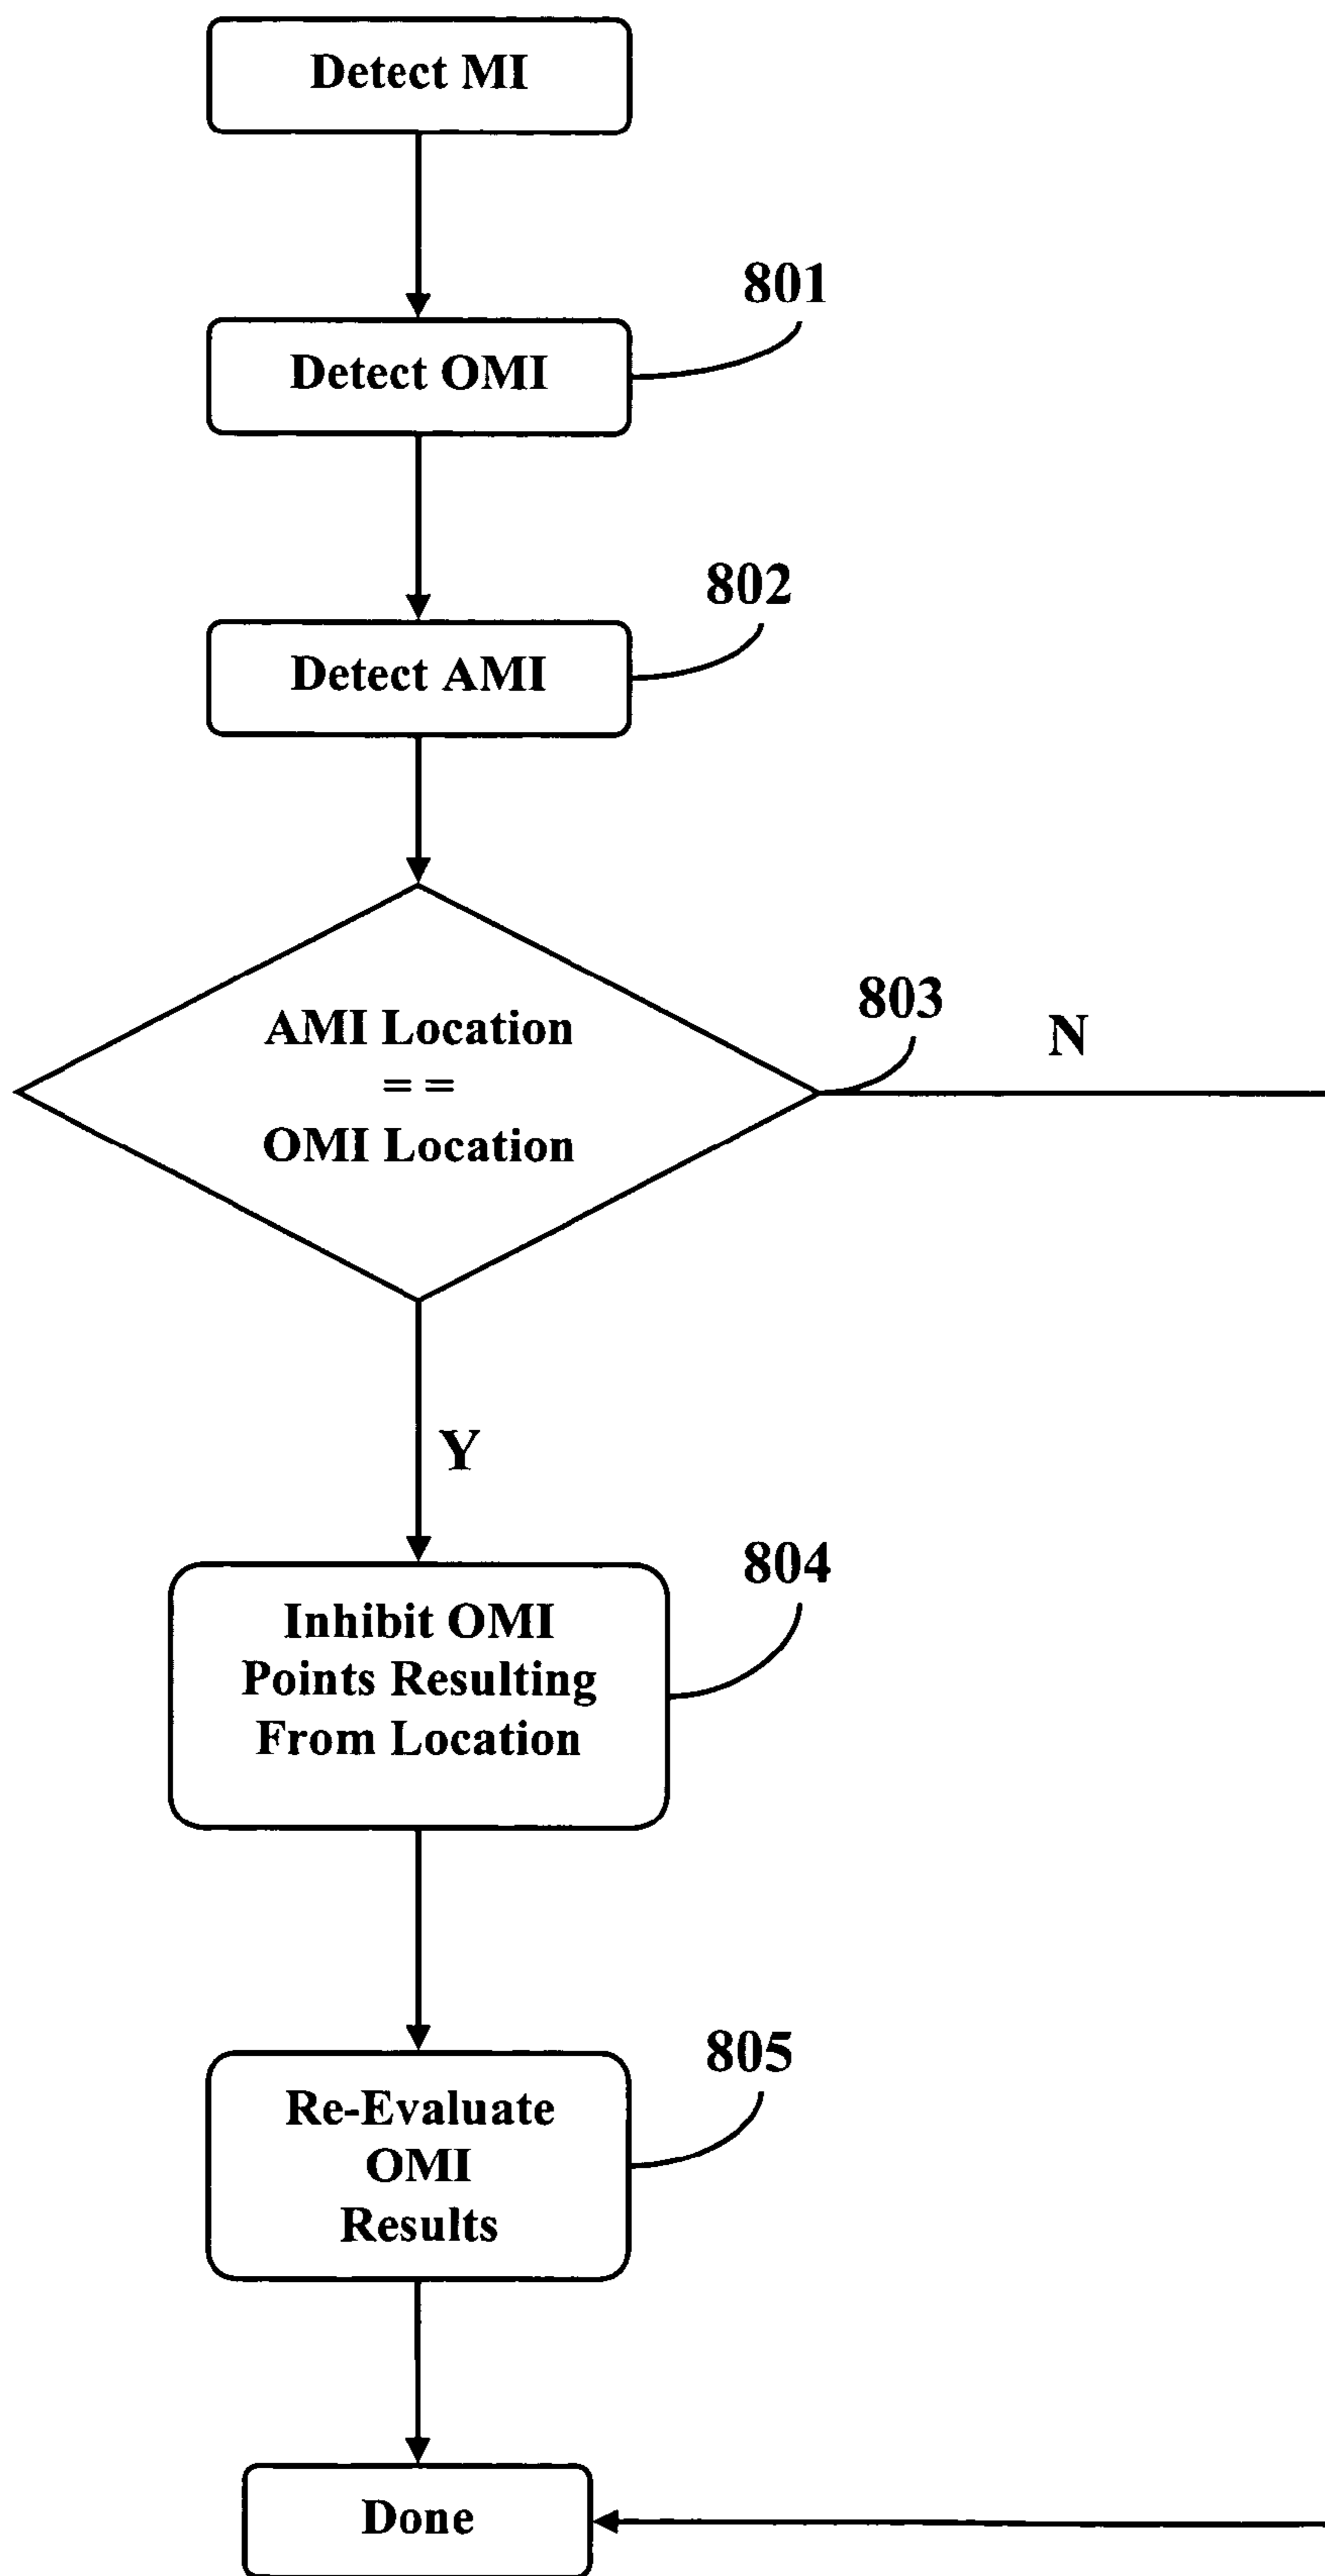 Detect MI
801
Detect OMI
802
Detect AMI
803
N
AMI Location
= =
OMI Location
Y
804
Inhibit OMI
Points Resulting
From Location
805
Re-Evaluate
OMI
Results
Done